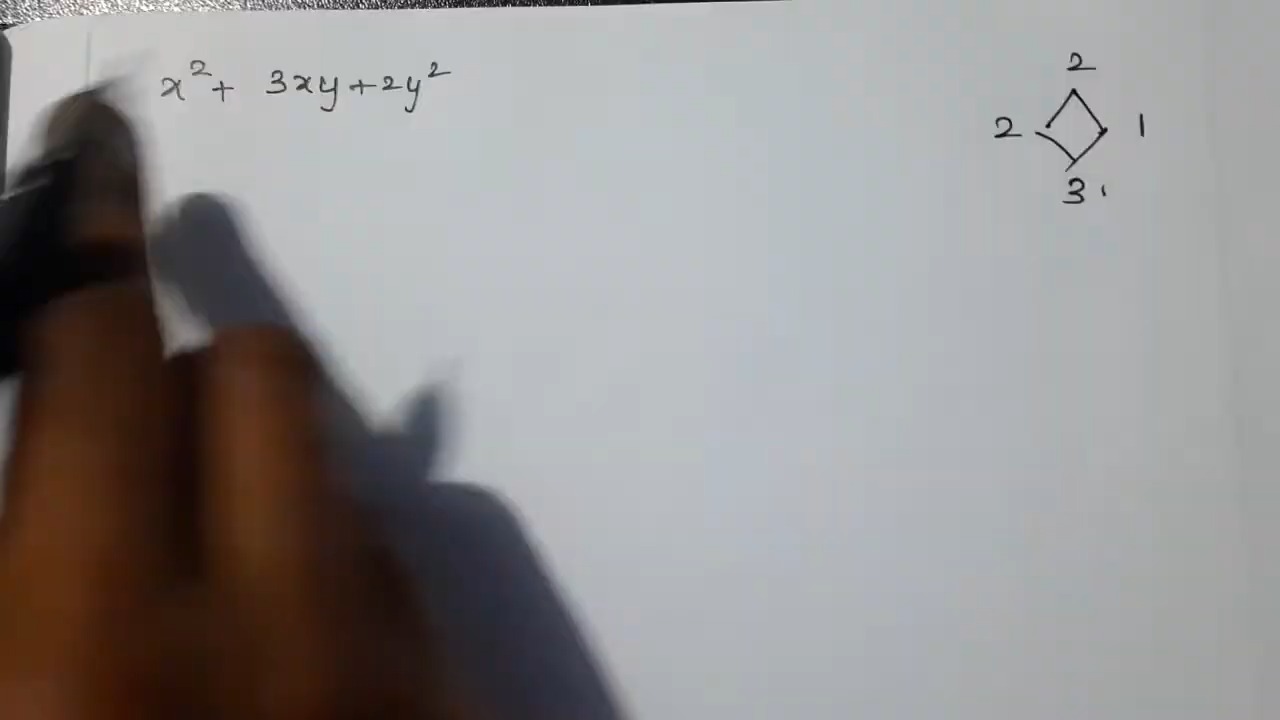 x² + 3xy + 2y²
2
2 1
3